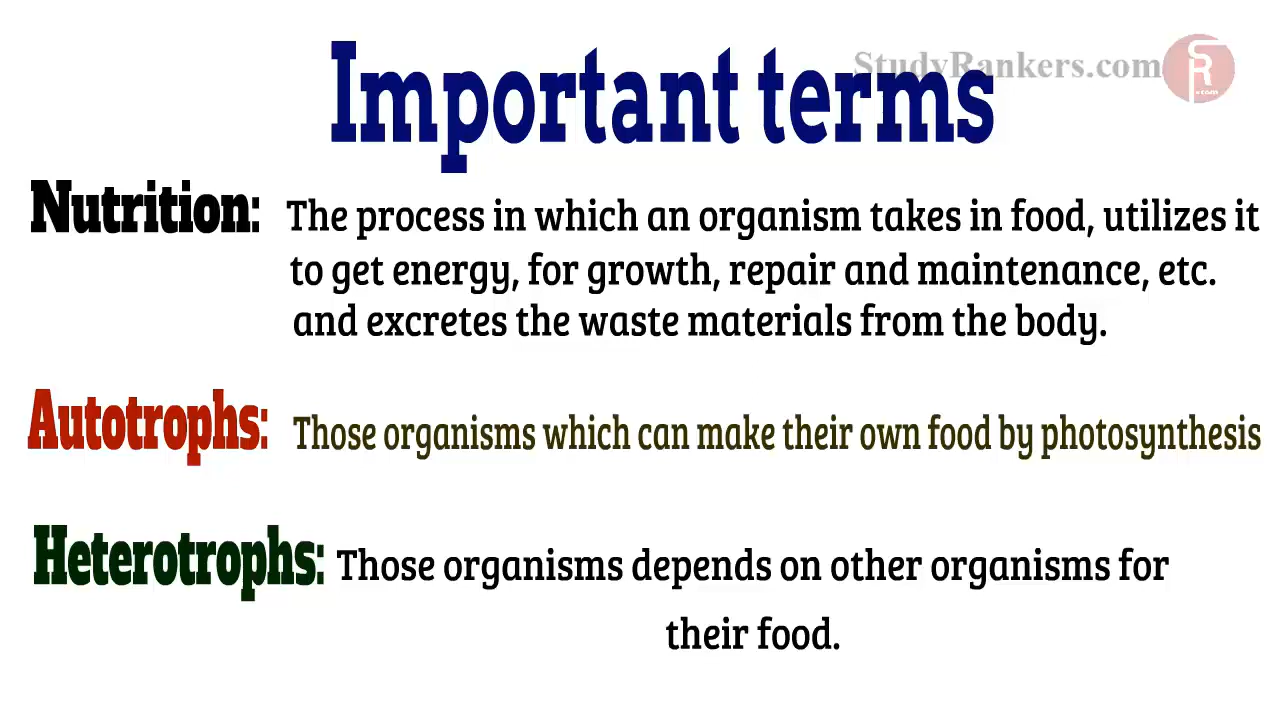 StudyRankers.com
Important terms
Nutrition: The process in which an organism takes in food, utilizes it
to get energy, for growth, repair and maintenance, etc.
and excretes the waste materials from the body.
Autotrophs: Those organisms which can make their own food by photosynthesis
Heterotrophs: Those organisms depends on other organisms for
their food.